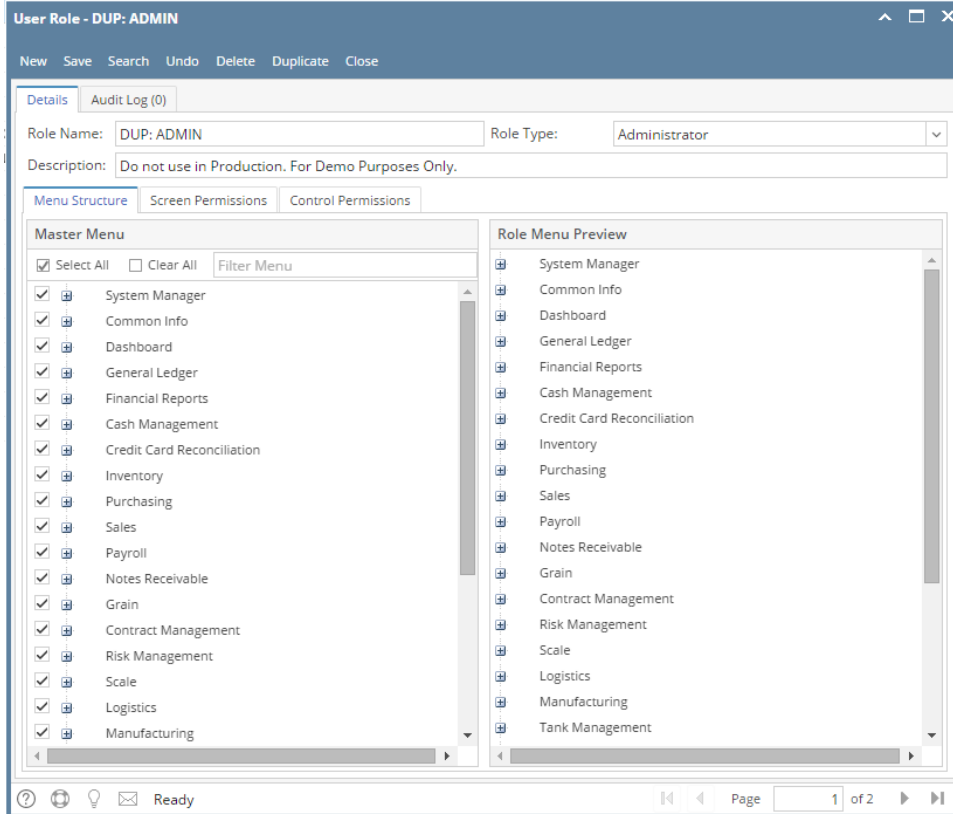 User Role - DUP: ADMIN
New Save Search Undo Delete Duplicate Close
Details Audit Log (0)
Role Name: DUP: ADMIN Role Type: Administrator
Description: Do not use in Production. For Demo Purposes Only.
Menu Structure Screen Permissions Control Permissions
Master Menu
Select All Clear All Filter Menu
System Manager
Common Info
Dashboard
General Ledger
Financial Reports
Cash Management
Credit Card Reconciliation
Inventory
Purchasing
Sales
Payroll
Notes Receivable
Grain
Contract Management
Risk Management
Scale
Logistics
Manufacturing
Role Menu Preview
System Manager
Common Info
Dashboard
General Ledger
Financial Reports
Cash Management
Credit Card Reconciliation
Inventory
Purchasing
Sales
Payroll
Notes Receivable
Grain
Contract Management
Risk Management
Scale
Logistics
Manufacturing
Tank Management
Ready Page 1 of 2